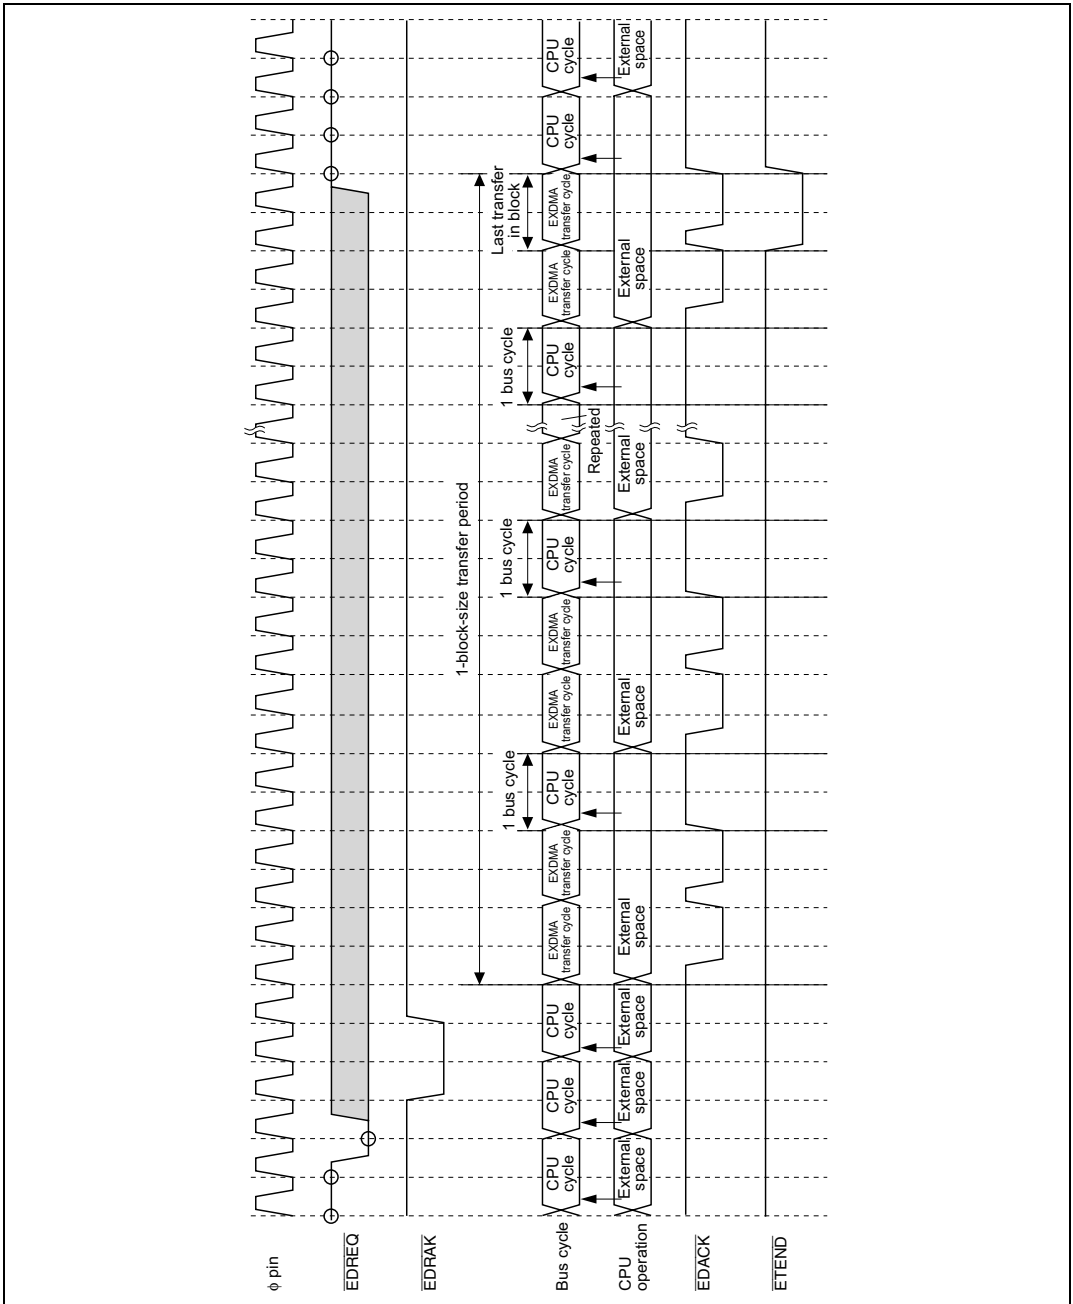 φ pin
EDREQ
EDRAK
1-block-size transfer period
Last transfer
in block
1 bus cycle
1 bus cycle
1 bus cycle
Bus cycle
CPU
cycle
CPU
cycle
CPU
cycle
EXDMA
transfer cycle
EXDMA
transfer cycle
CPU
cycle
EXDMA
transfer cycle
EXDMA
transfer cycle
CPU
cycle
EXDMA
transfer cycle
Repeated
CPU
cycle
EXDMA
transfer cycle
EXDMA
transfer cycle
CPU
cycle
CPU
cycle
CPU
operation
External
space
External
space
External
space
External
space
External
space
External
space
External
space
External
space
EDACK
ETEND